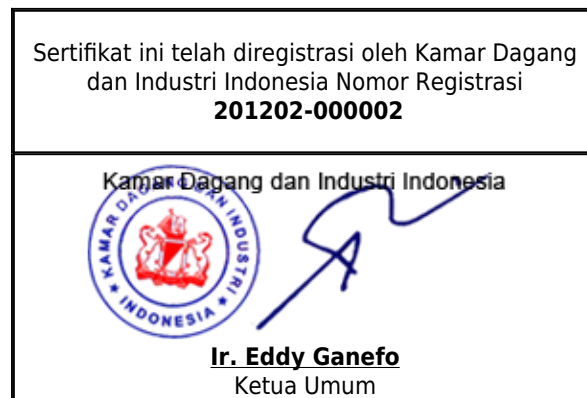 Sertifikat ini telah diregistrasi oleh Kamar Dagang
dan Industri Indonesia Nomor Registrasi
201202-000002
Kamar Dagang dan Industri Indonesia
KAMAR DAGANG DAN INDUSTRI
INDONESIA
Ir. Eddy Ganefo
Ketua Umum